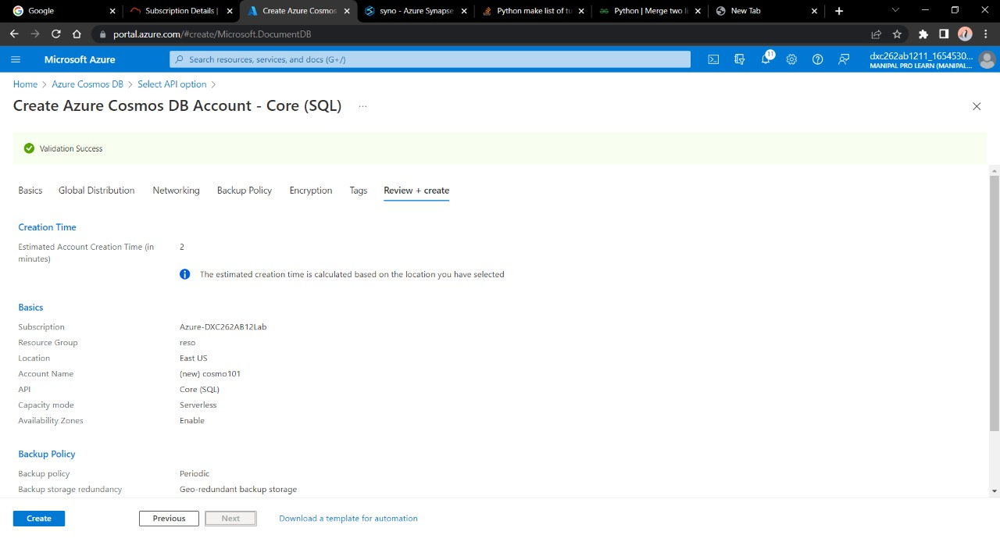 Google
Subscription Details |
Create Azure Cosmos
syno - Azure Synapse
Python make list of tu
Python | Merge two li
New Tab
portal.azure.com/#create/Microsoft.DocumentDB
Microsoft Azure
Search resources, services, and docs (G+/)
11
dxc262ab1211_1654530...
MANIPAL PRO LEARN (MANIPAL...
Home > Azure Cosmos DB > Select API option >
Create Azure Cosmos DB Account - Core (SQL) ...
Validation Success
Basics Global Distribution Networking Backup Policy Encryption Tags Review + create
Creation Time
Estimated Account Creation Time (in 2
minutes)
The estimated creation time is calculated based on the location you have selected
Basics
Subscription Azure-DXC262AB12Lab
Resource Group reso
Location East US
Account Name (new) cosmo101
API Core (SQL)
Capacity mode Serverless
Availability Zones Enable
Backup Policy
Backup policy Periodic
Backup storage redundancy Geo-redundant backup storage
Create Previous Next Download a template for automation